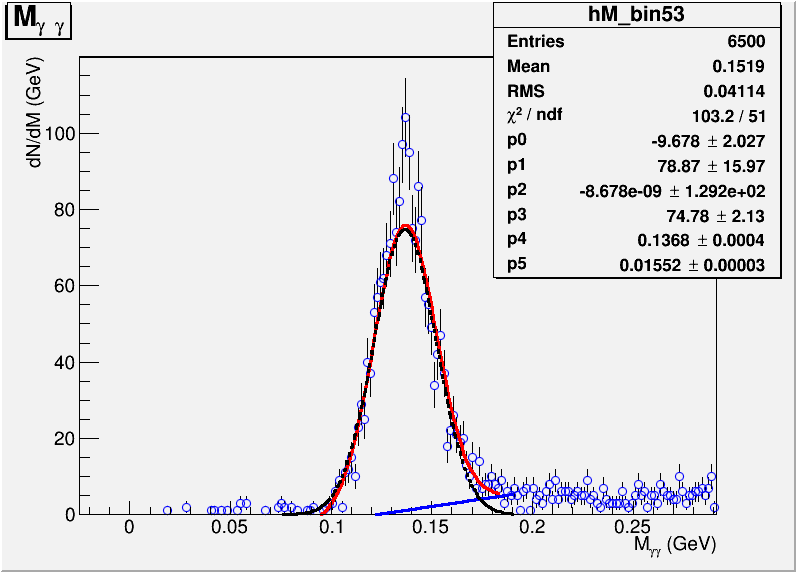 M γ γ
hM_bin53
Entries 6500
Mean 0.1519
RMS 0.04114
χ² / ndf 103.2 / 51
p0 -9.678 ± 2.027
p1 78.87 ± 15.97
p2 -8.678e-09 ± 1.292e+02
p3 74.78 ± 2.13
p4 0.1368 ± 0.0004
p5 0.01552 ± 0.00003
dN/dM (GeV)
100
80
60
40
20
0
0 0.05 0.1 0.15 0.2 0.25
Mγγ (GeV)